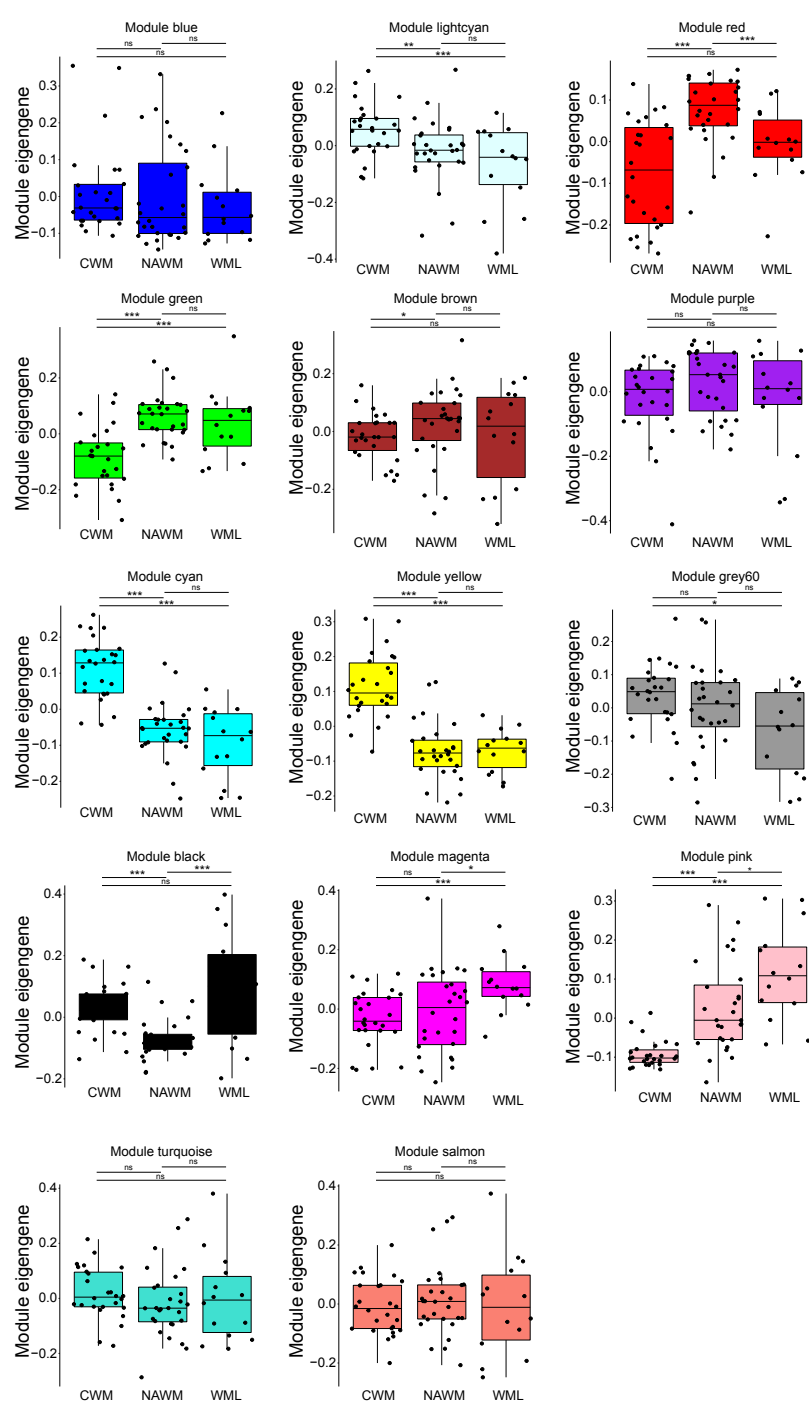 Module blue
ns
ns
ns
Module eigengene
0.3
0.2
0.1
0.0
−0.1
CWM NAWM WML
Module lightcyan
ns
**
***
Module eigengene
0.2
0.0
−0.2
−0.4
CWM NAWM WML
Module red
*** ***
ns
Module eigengene
0.1
0.0
−0.1
−0.2
CWM NAWM WML
Module green
ns
***
***
Module eigengene
0.2
0.0
−0.2
CWM NAWM WML
Module brown
ns
*
ns
Module eigengene
0.2
0.0
−0.2
CWM NAWM WML
Module purple
ns
ns
ns
Module eigengene
0.0
−0.2
−0.4
CWM NAWM WML
Module cyan
ns
***
***
Module eigengene
0.2
0.1
0.0
−0.1
−0.2
CWM NAWM WML
Module yellow
ns
***
***
Module eigengene
0.3
0.2
0.1
0.0
−0.1
−0.2
CWM NAWM WML
Module grey60
ns
ns
*
Module eigengene
0.2
0.1
0.0
−0.1
−0.2
−0.3
CWM NAWM WML
Module black
*** ***
ns
Module eigengene
0.4
0.2
0.0
−0.2
CWM NAWM WML
Module magenta
ns *
***
Module eigengene
0.4
0.2
0.0
−0.2
CWM NAWM WML
Module pink
*** *
***
Module eigengene
0.3
0.2
0.1
0.0
−0.1
CWM NAWM WML
Module turquoise
ns
ns
ns
Module eigengene
0.4
0.2
0.0
−0.2
CWM NAWM WML
Module salmon
ns
ns
ns
Module eigengene
0.4
0.2
0.0
−0.2
CWM NAWM WML